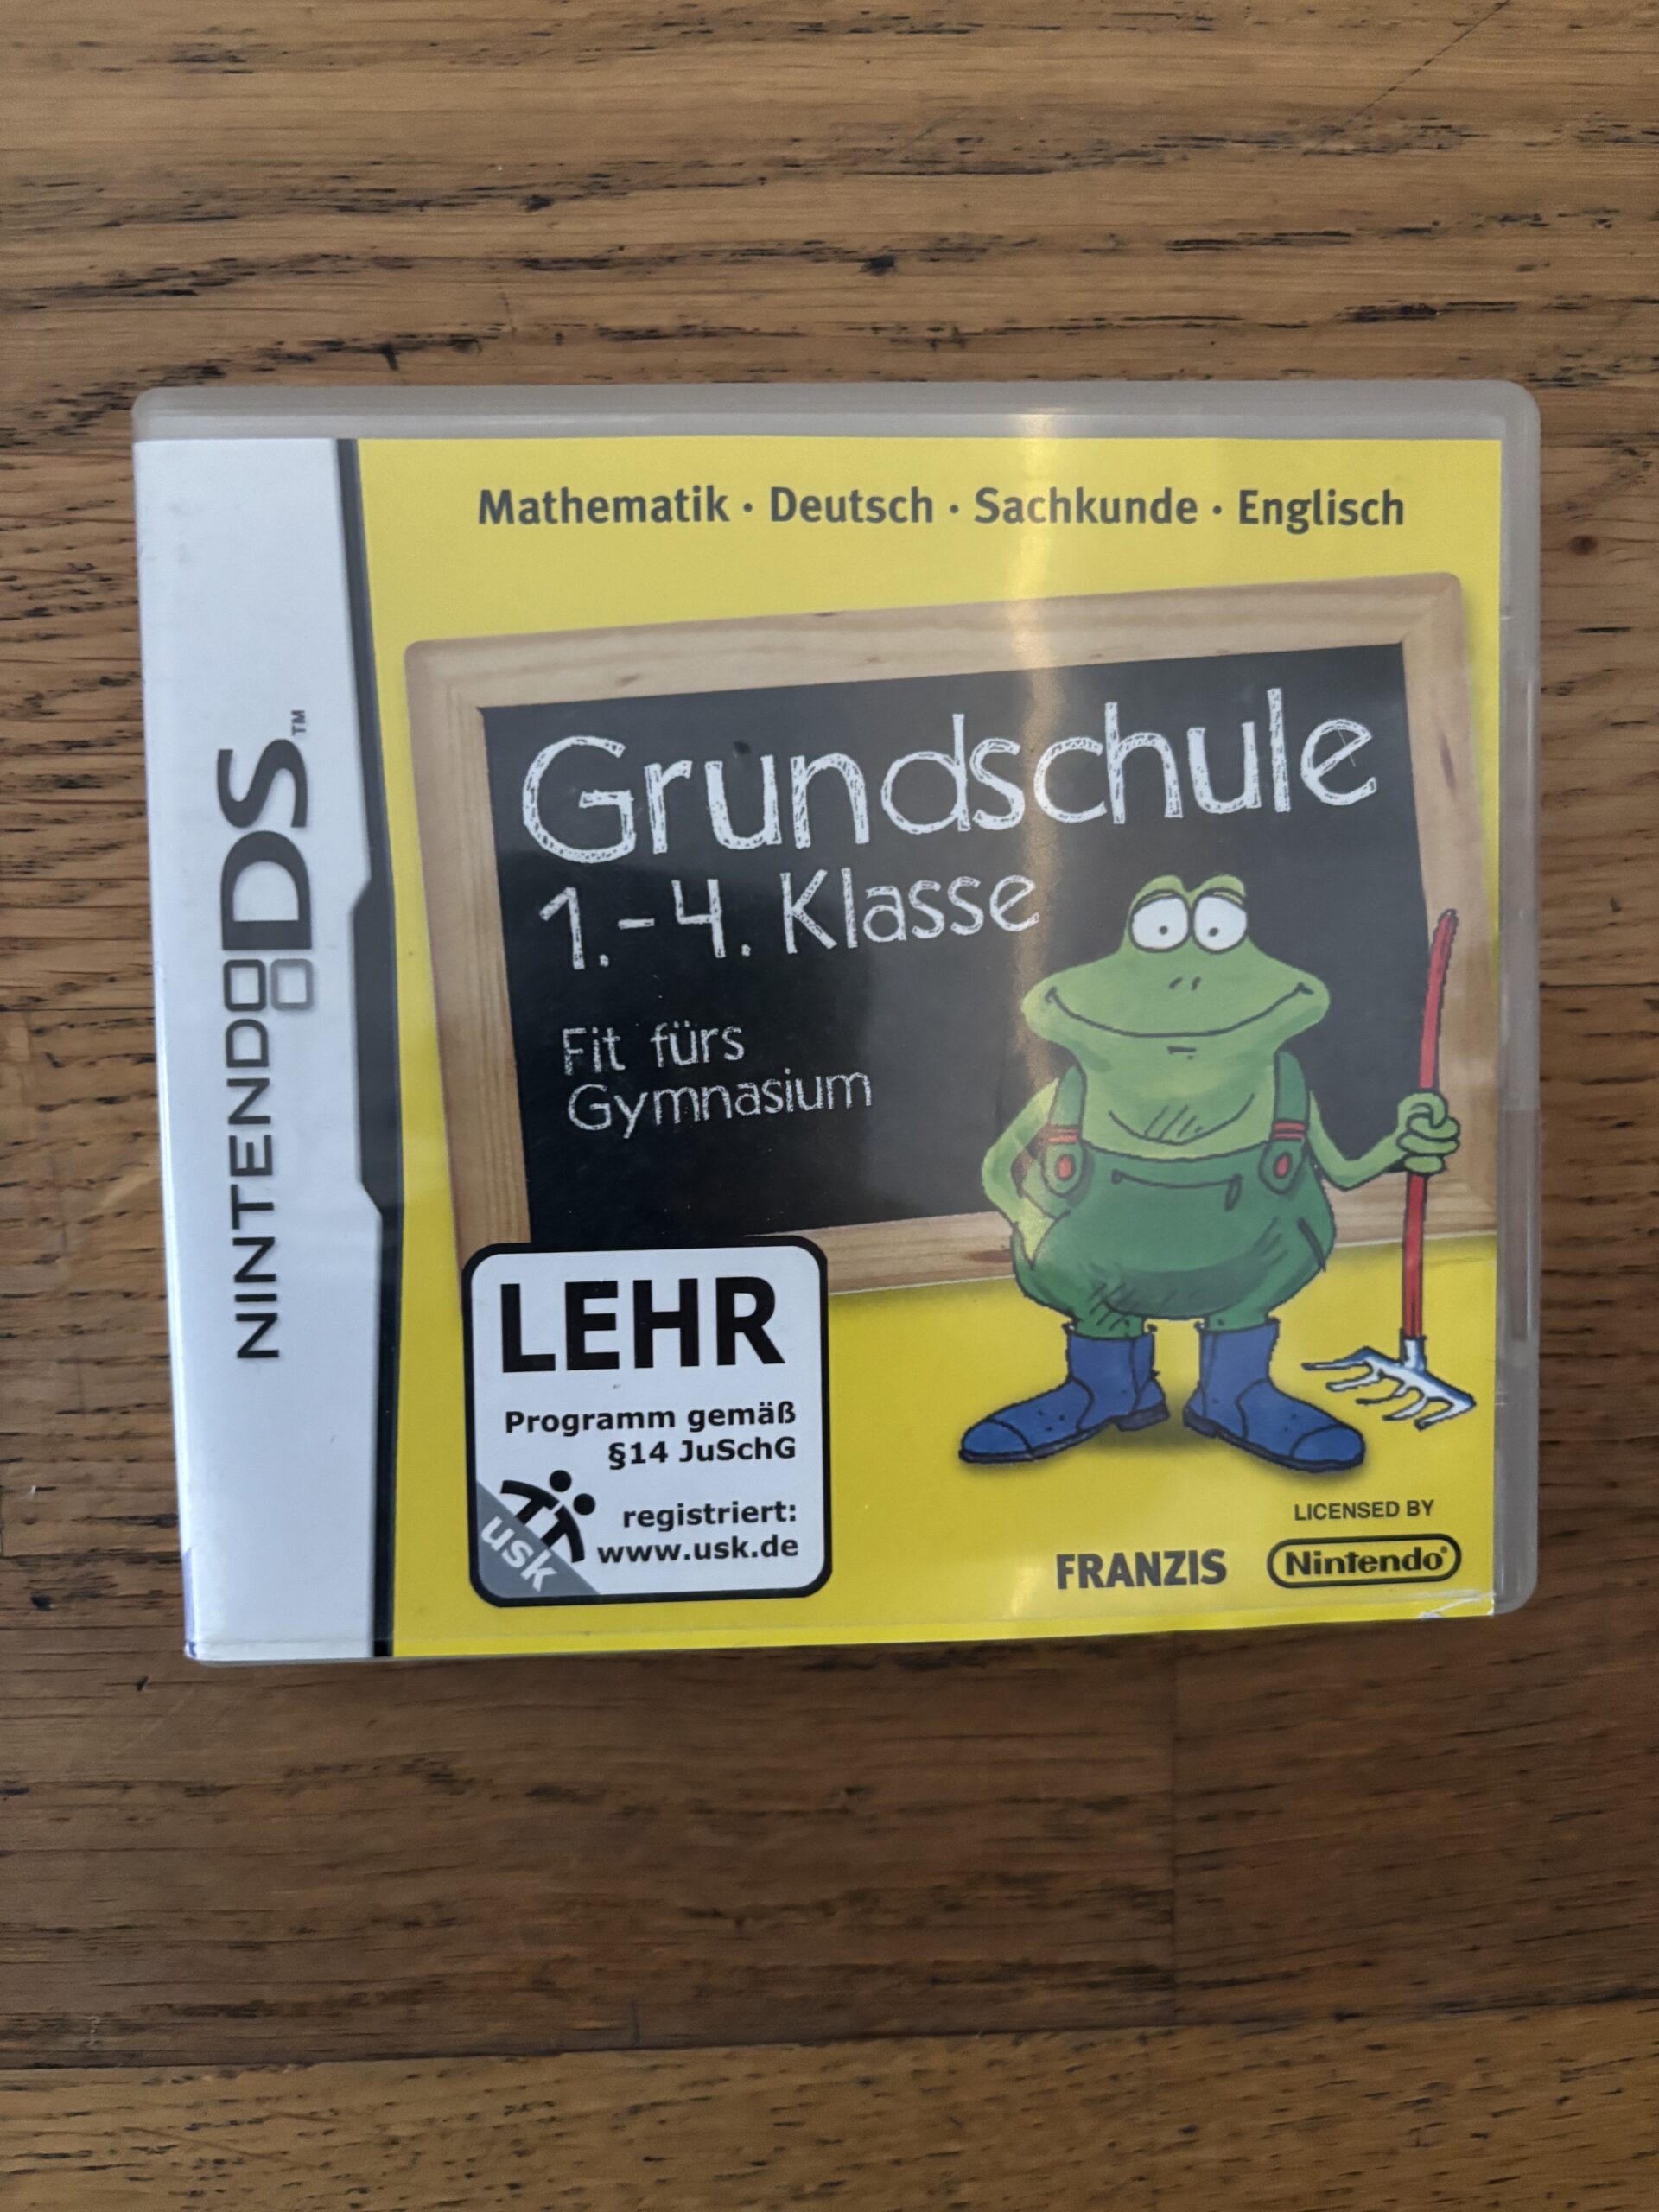 Mathematik · Deutsch · Sachkunde · Englisch
NINTENDO DS™
Grundschule
1.-4. Klasse
Fit fürs
Gymnasium
LEHR
Programm gemäß
§14 JuSchG
registriert:
www.usk.de
usk
LICENSED BY
FRANZIS
Nintendo®